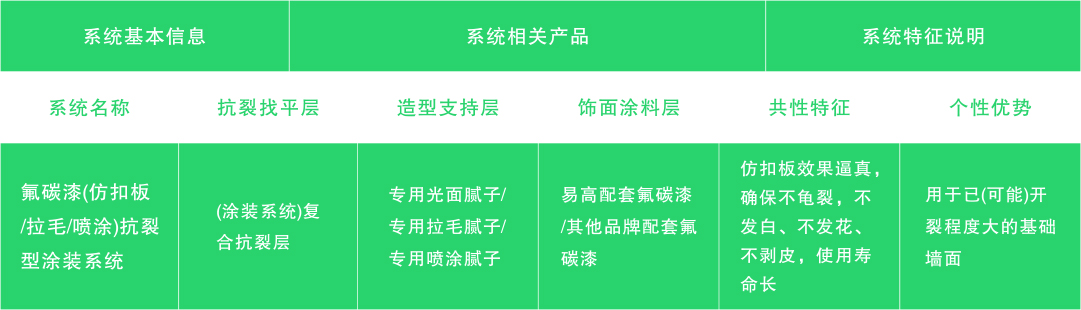 系统基本信息
系统相关产品
系统特征说明
系统名称
抗裂找平层
造型支持层
饰面涂料层
共性特征
个性优势
氟碳漆(仿扣板
/拉毛/喷涂)抗裂
型涂装系统
(涂装系统)复
合抗裂层
专用光面腻子/
专用拉毛腻子/
专用喷涂腻子
易高配套氟碳漆
/其他品牌配套氟
碳漆
仿扣板效果逼真，
确保不龟裂，不
发白、不发花、
不剥皮，使用寿
命长
用于已(可能)开
裂程度大的基础
墙面